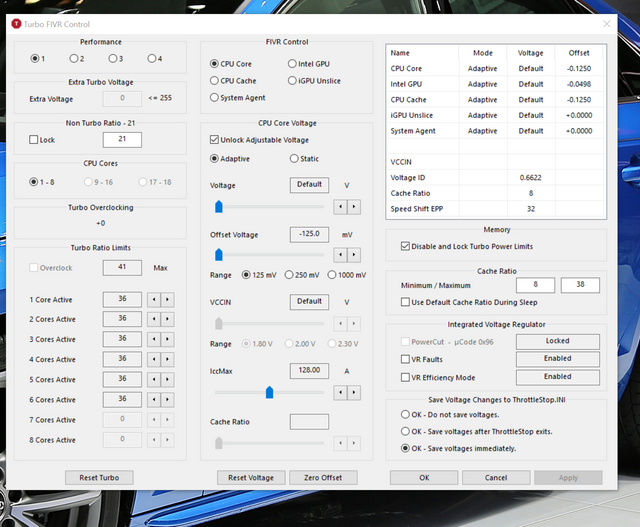 Turbo FIVR Control
Performance
1 2 3 4
Extra Turbo Voltage
Extra Voltage 0 <= 255
Non Turbo Ratio - 21
Lock 21
CPU Cores
1 - 8 9 - 16 17 - 18
Turbo Overclocking
+0
Turbo Ratio Limits
Overclock 41 Max
1 Core Active 36
2 Cores Active 36
3 Cores Active 36
4 Cores Active 36
5 Cores Active 36
6 Cores Active 36
7 Cores Active 0
8 Cores Active 0
Reset Turbo
FIVR Control
CPU Core Intel GPU
CPU Cache iGPU Unslice
System Agent
CPU Core Voltage
Unlock Adjustable Voltage
Adaptive Static
Voltage Default V
Offset Voltage -125.0 mV
Range 125 mV 250 mV 1000 mV
VCCIN Default V
Range 1.80 V 2.00 V 2.30 V
IccMax 128.00 A
Cache Ratio
Reset Voltage Zero Offset
Name Mode Voltage Offset
CPU Core Adaptive Default -0.1250
Intel GPU Adaptive Default -0.0498
CPU Cache Adaptive Default -0.1250
iGPU Unslice Adaptive Default +0.0000
System Agent Adaptive Default +0.0000
VCCIN
Voltage ID 0.6622
Cache Ratio 8
Speed Shift EPP 32
Memory
Disable and Lock Turbo Power Limits
Cache Ratio
Minimum / Maximum 8 38
Use Default Cache Ratio During Sleep
Integrated Voltage Regulator
PowerCut - µCode 0x96 Locked
VR Faults Enabled
VR Efficiency Mode Enabled
Save Voltage Changes to ThrottleStop.INI
OK - Do not save voltages.
OK - Save voltages after ThrottleStop exits.
OK - Save voltages immediately.
OK Cancel Apply